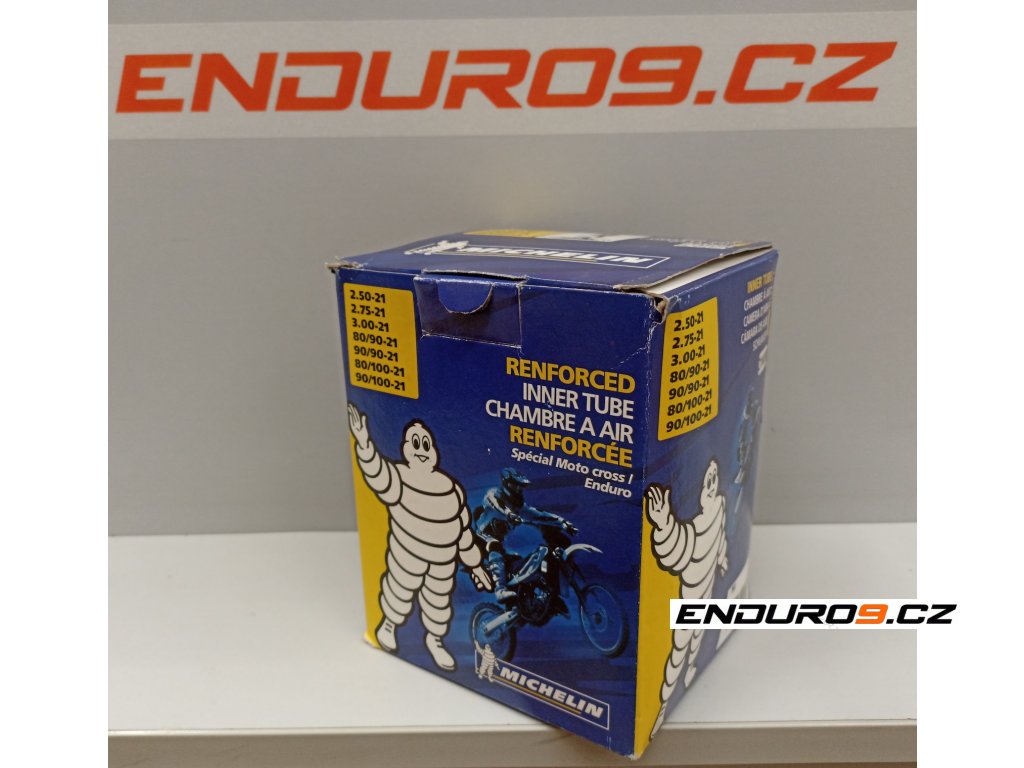 ENDURO9.CZ
MICHELIN
2.50-21
2.75-21
3.00-21
80/90-21
90/90-21
80/100-21
90/100-21
RENFORCED
INNER TUBE
CHAMBRE A AIR
RENFORCÉE
Spécial Moto cross /
Enduro
MICHELIN
2.50-21
2.75-21
3.00-21
80/90-21
90/90-21
80/100-21
90/100-21
INNER TUBE
CHAMBRE A
ENDURO9.CZ